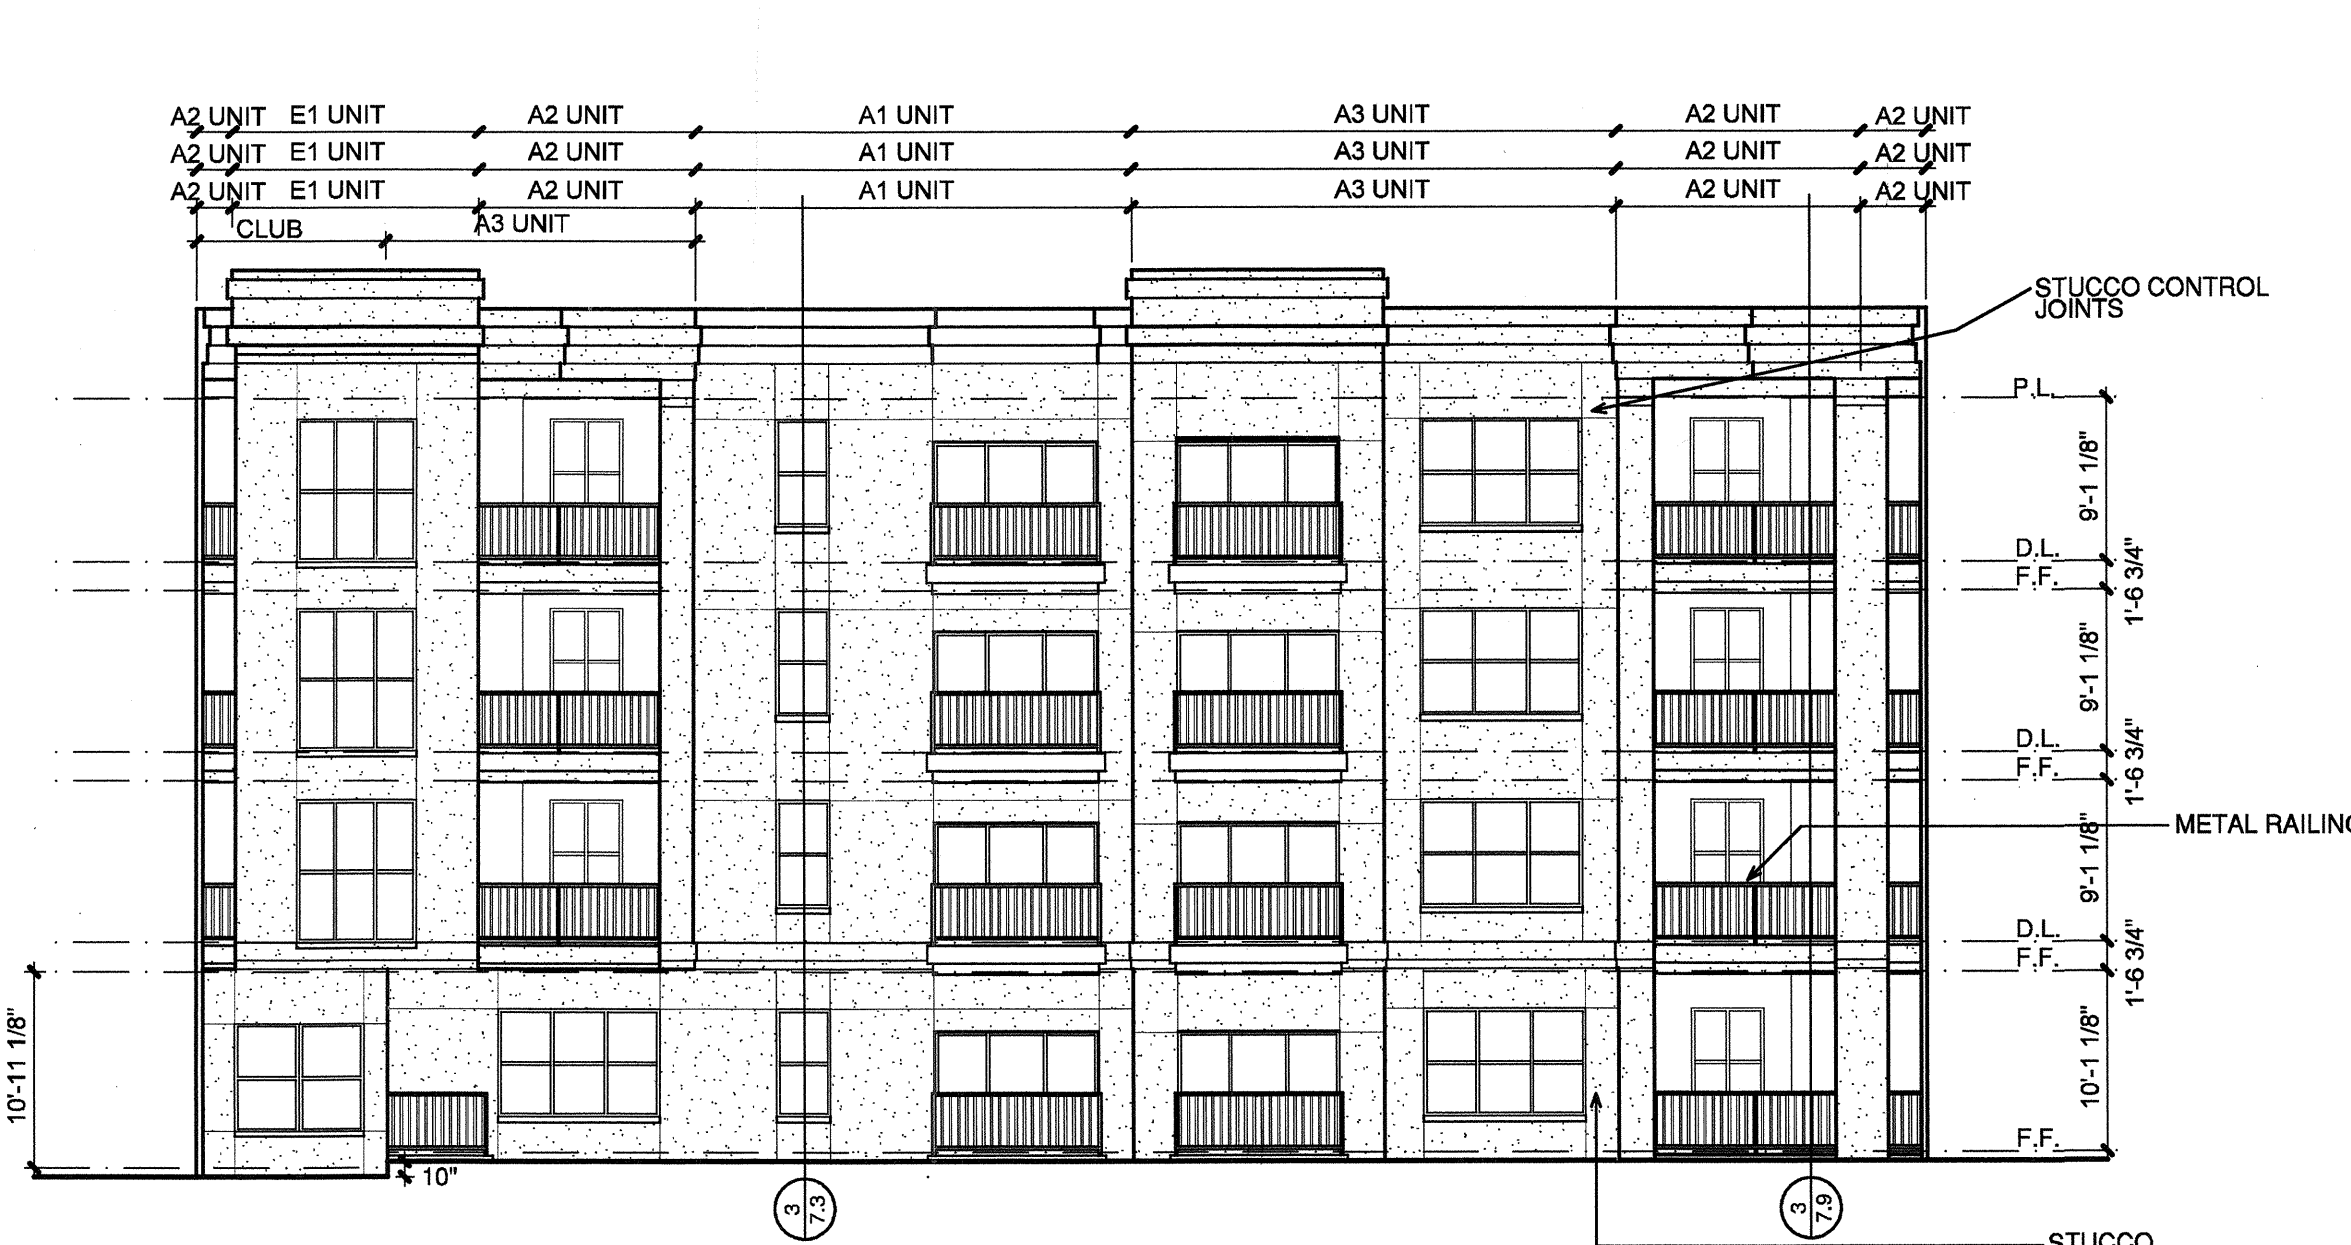 A2 UNIT E1 UNIT A2 UNIT A1 UNIT A3 UNIT A2 UNIT A2 UNIT
A2 UNIT E1 UNIT A2 UNIT A1 UNIT A3 UNIT A2 UNIT A2 UNIT
A2 UNIT E1 UNIT A2 UNIT A1 UNIT A3 UNIT A2 UNIT A2 UNIT
CLUB A3 UNIT
STUCCO CONTROL
JOINTS
P.L.
9'-1 1/8"
D.L.
1'-6 3/4"
F.F.
9'-1 1/8"
D.L.
1'-6 3/4"
F.F.
METAL RAILING
9'-1 1/8"
D.L.
1'-6 3/4"
F.F.
10'-11 1/8"
10'-1 1/8"
F.F.
10"
3
7.3
3
7.9
STUCCO